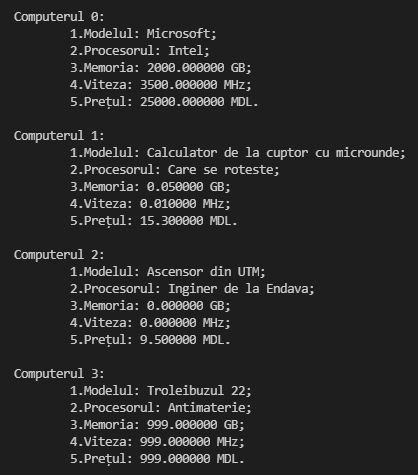 Computerul 0:
1.Modelul: Microsoft;
2.Procesorul: Intel;
3.Memoria: 2000.000000 GB;
4.Viteza: 3500.000000 MHz;
5.Prețul: 25000.000000 MDL.
Computerul 1:
1.Modelul: Calculator de la cuptor cu microunde;
2.Procesorul: Care se roteste;
3.Memoria: 0.050000 GB;
4.Viteza: 0.010000 MHz;
5.Prețul: 15.300000 MDL.
Computerul 2:
1.Modelul: Ascensor din UTM;
2.Procesorul: Inginer de la Endava;
3.Memoria: 0.000000 GB;
4.Viteza: 0.000000 MHz;
5.Prețul: 9.500000 MDL.
Computerul 3:
1.Modelul: Troleibuzul 22;
2.Procesorul: Antimaterie;
3.Memoria: 999.000000 GB;
4.Viteza: 999.000000 MHz;
5.Prețul: 999.000000 MDL.